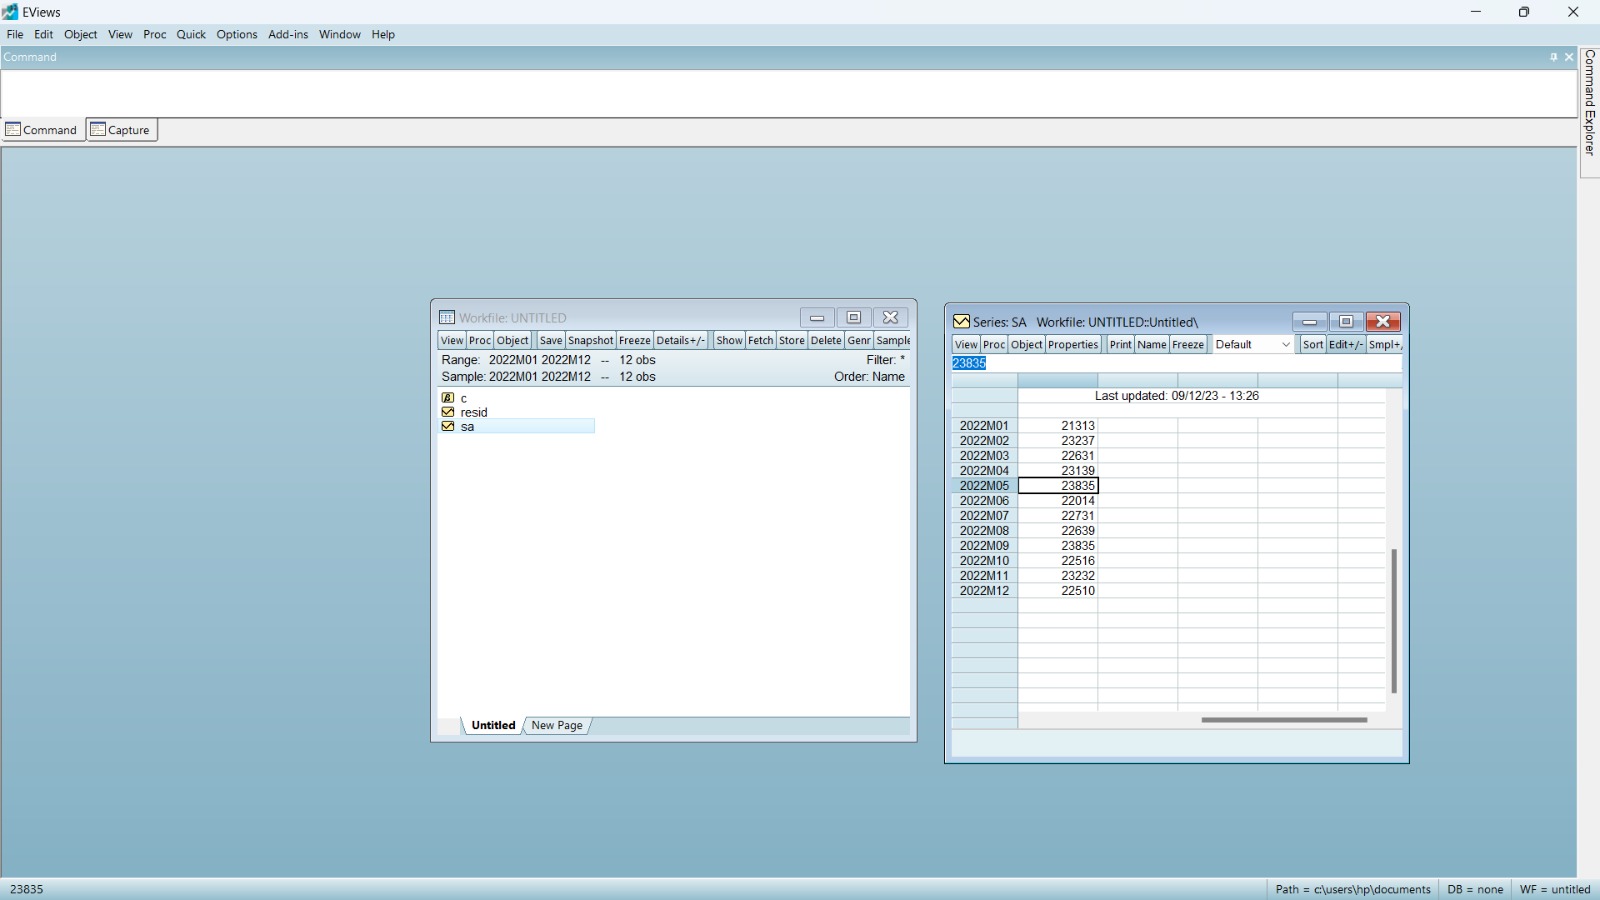 EViews
File Edit Object View Proc Quick Options Add-ins Window Help
Command
Command Capture
Command Explorer
Workfile: UNTITLED
View Proc Object Save Snapshot Freeze Details+/- Show Fetch Store Delete Genr Sample
Range: 2022M01 2022M12 -- 12 obs Filter: *
Sample: 2022M01 2022M12 -- 12 obs Order: Name
β c
resid
sa
Untitled New Page
Series: SA Workfile: UNTITLED::Untitled\
View Proc Object Properties Print Name Freeze Default Sort Edit+/- Smpl+/
23835
Last updated: 09/12/23 - 13:26
2022M01 21313
2022M02 23237
2022M03 22631
2022M04 23139
2022M05 23835
2022M06 22014
2022M07 22731
2022M08 22639
2022M09 23835
2022M10 22516
2022M11 23232
2022M12 22510
23835 Path = c:\users\hp\documents DB = none WF = untitled